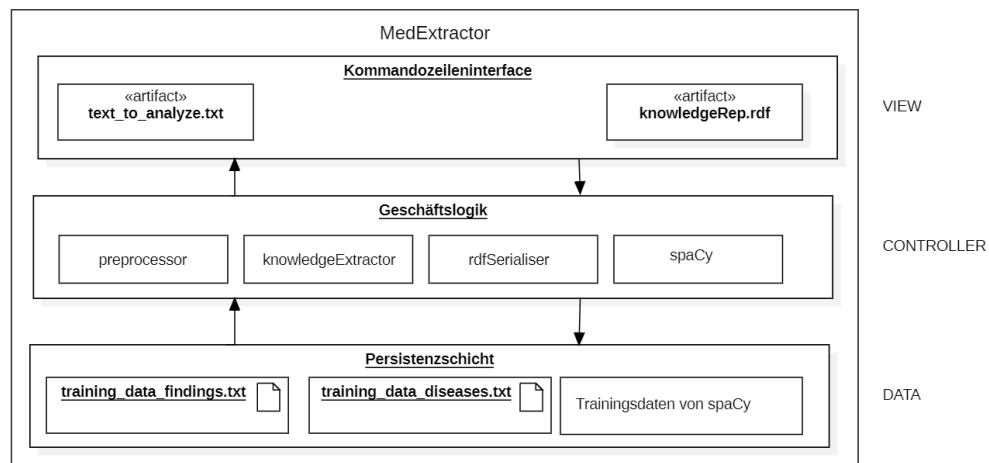 MedExtractor
Kommandozeileninterface
«artifact»
text_to_analyze.txt
«artifact»
knowledgeRep.rdf
VIEW
Geschäftslogik
preprocessor
knowledgeExtractor
rdfSerialiser
spaCy
CONTROLLER
Persistenzschicht
training_data_findings.txt
training_data_diseases.txt
Trainingsdaten von spaCy
DATA